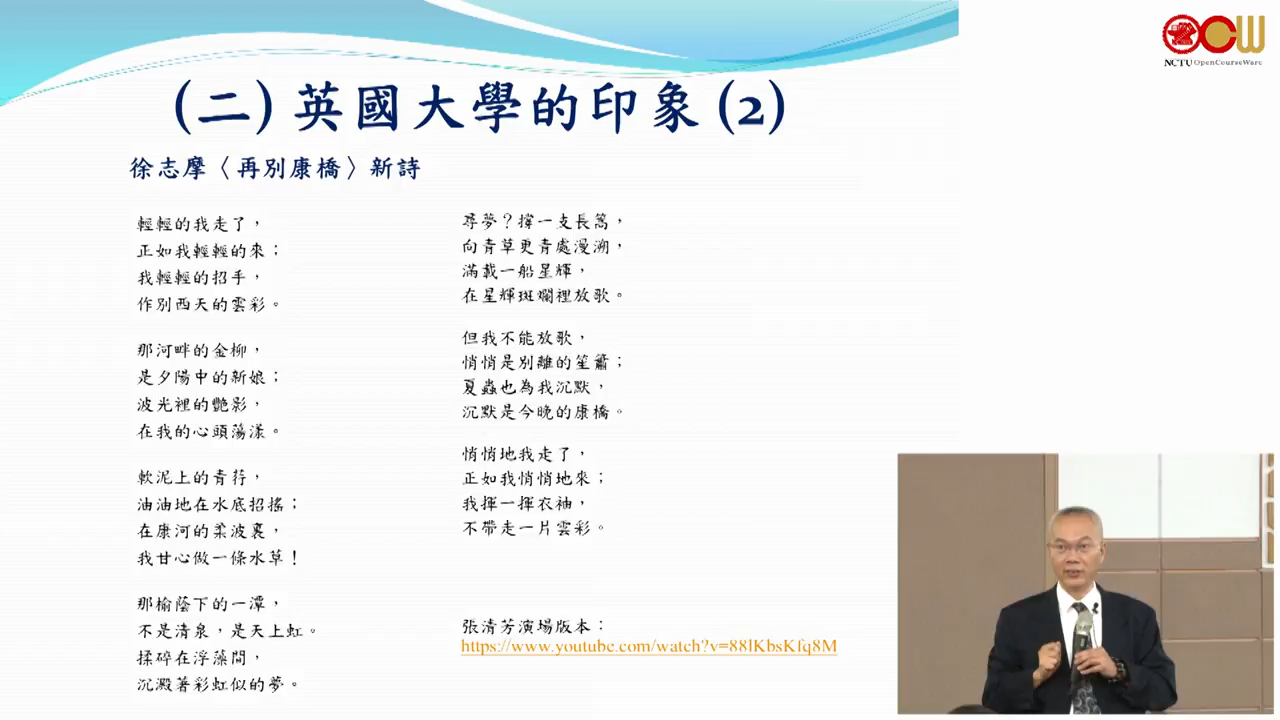 NCTU OpenCourseWare
(二) 英國大學的印象 (2)
徐志摩〈再別康橋〉新詩
輕輕的我走了，
正如我輕輕的來；
我輕輕的招手，
作別西天的雲彩。
那河畔的金柳，
是夕陽中的新娘；
波光裡的艷影，
在我的心頭蕩漾。
軟泥上的青荇，
油油地在水底招搖；
在康河的柔波裏，
我甘心做一條水草！
那榆蔭下的一潭，
不是清泉，是天上虹。
揉碎在浮藻間，
沉澱著彩虹似的夢。
尋夢？撐一支長篙，
向青草更青處漫溯，
滿載一船星輝，
在星輝斑斕裡放歌。
但我不能放歌，
悄悄是別離的笙簫；
夏蟲也為我沉默，
沉默是今晚的康橋。
悄悄地我走了，
正如我悄悄地來；
我揮一揮衣袖，
不帶走一片雲彩。
張清芳演場版本：
https://www.youtube.com/watch?v=88lKbsKfq8M